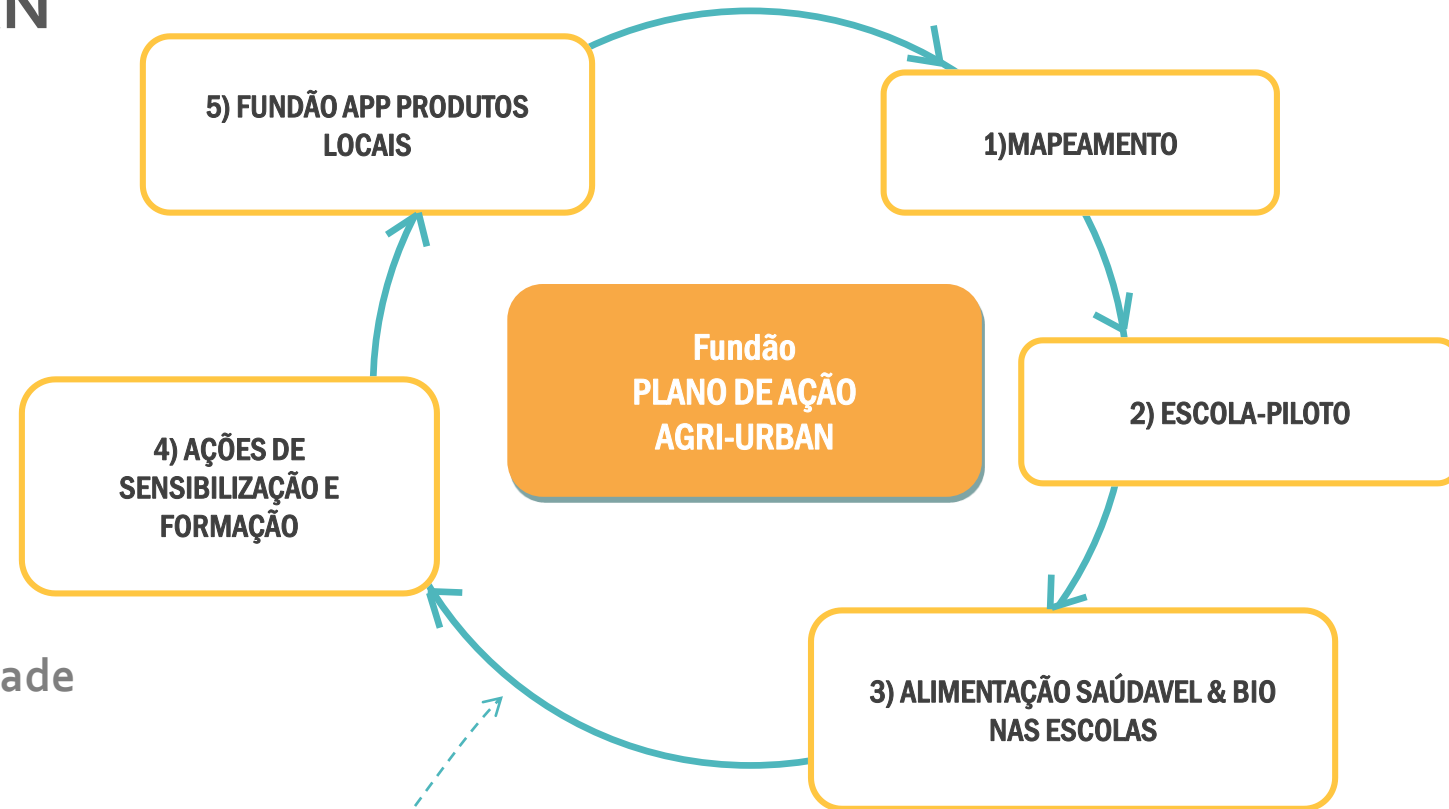 N
5) FUNDÃO APP PRODUTOS
LOCAIS
1)MAPEAMENTO
Fundão
PLANO DE AÇÃO
AGRI-URBAN
2) ESCOLA-PILOTO
4) AÇÕES DE
SENSIBILIZAÇÃO E
FORMAÇÃO
ade
3) ALIMENTAÇÃO SAÚDAVEL & BIO
NAS ESCOLAS